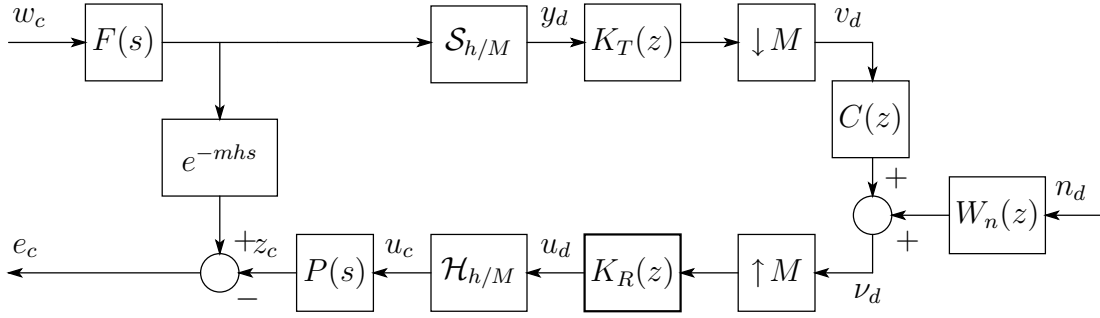 w_c
F(s)
S_{h/M}
y_d
K_T(z)
↓ M
v_d
C(z)
e^{-mhs}
+
+
W_n(z)
n_d
e_c
+
−
z_c
P(s)
u_c
H_{h/M}
u_d
K_R(z)
↑ M
ν_d